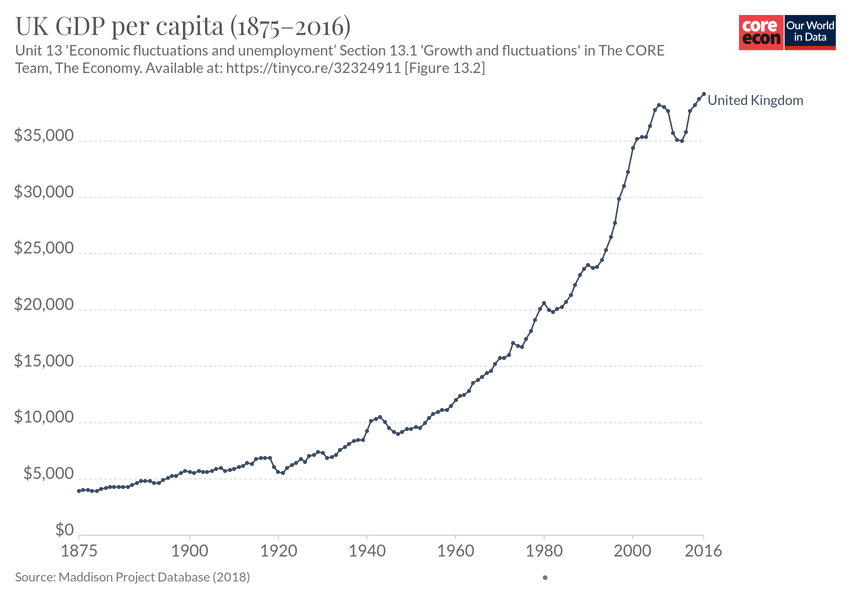 UK GDP per capita (1875–2016)
Unit 13 'Economic fluctuations and unemployment' Section 13.1 'Growth and fluctuations' in The CORE
Team, The Economy. Available at: https://tinyco.re/32324911 [Figure 13.2]
core
econ
Our World
in Data
United Kingdom
$35,000
$30,000
$25,000
$20,000
$15,000
$10,000
$5,000
$0
1875 1900 1920 1940 1960 1980 2000 2016
Source: Maddison Project Database (2018)
•